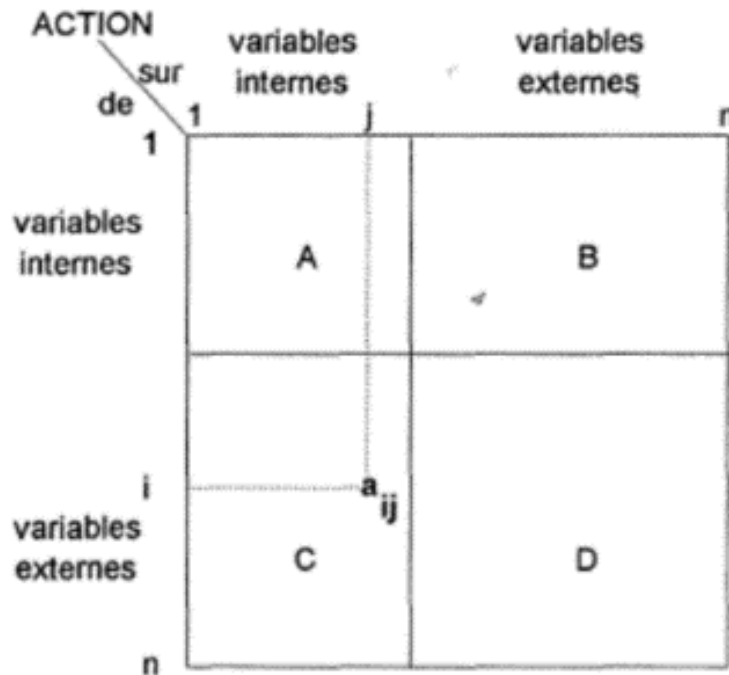 ACTION
sur
de
variables
internes
variables
externes
1
j
n
1
variables
internes
A
B
i
a
ij
variables
externes
C
D
n